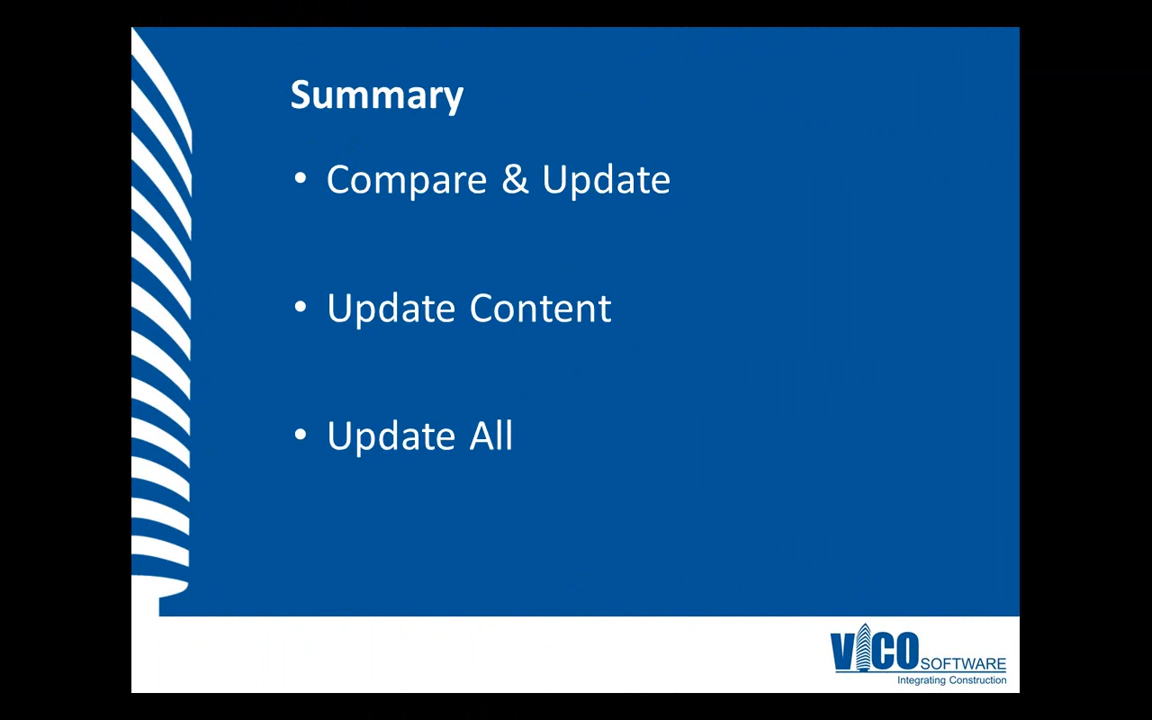 Summary
• Compare & Update
• Update Content
• Update All
VICO SOFTWARE
Integrating Construction